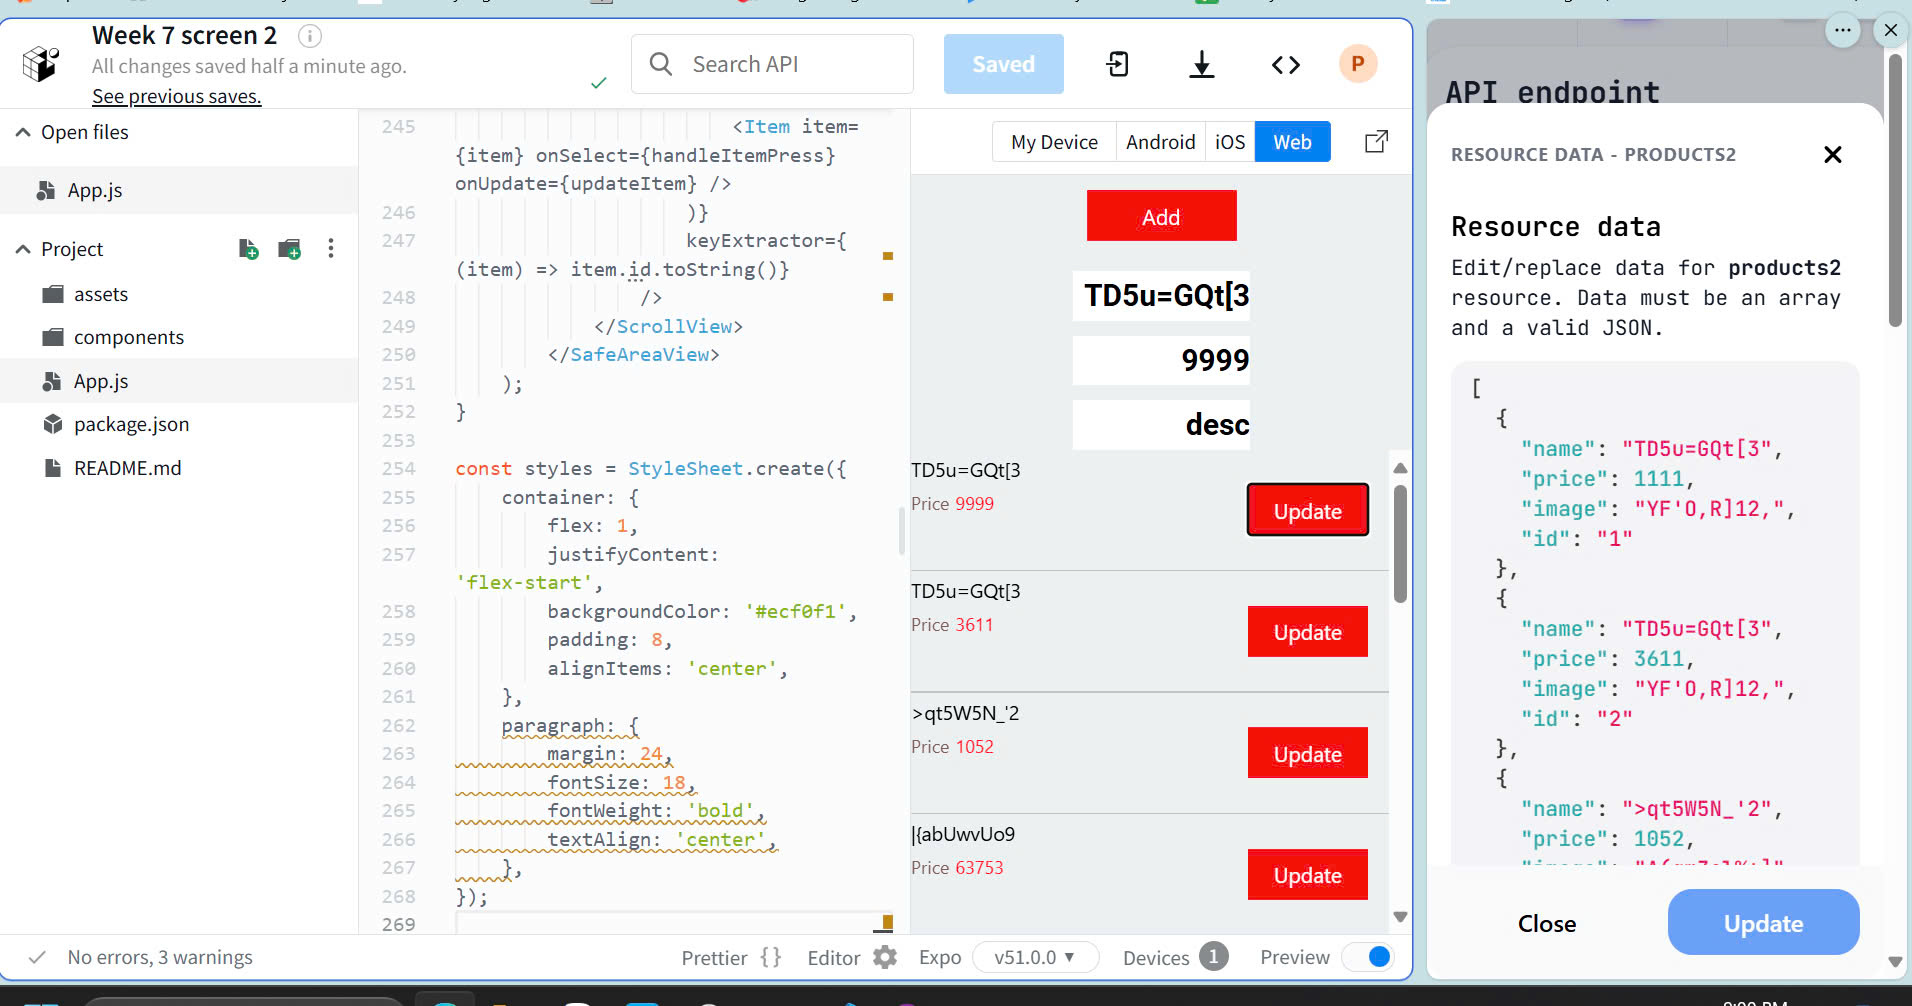 Week 7 screen 2
All changes saved half a minute ago.
See previous saves.
Search API
Saved
P
Open files
App.js
Project
assets
components
App.js
package.json
README.md
245 <Item item=
{item} onSelect={handleItemPress}
onUpdate={updateItem} />
246 )}
247 keyExtractor={
(item) => item.id.toString()}
248 />
249 </ScrollView>
250 </SafeAreaView>
251 );
252 }
253
254 const styles = StyleSheet.create({
255 container: {
256 flex: 1,
257 justifyContent:
'flex-start',
258 backgroundColor: '#ecf0f1',
259 padding: 8,
260 alignItems: 'center',
261 },
262 paragraph: {
263 margin: 24,
264 fontSize: 18,
265 fontWeight: 'bold',
266 textAlign: 'center',
267 },
268 });
269
My Device Android iOS Web
Add
TD5u=GQt[3
9999
desc
TD5u=GQt[3
Price 9999
Update
TD5u=GQt[3
Price 3611
Update
>qt5W5N_'2
Price 1052
Update
|{abUwvUo9
Price 63753
Update
No errors, 3 warnings
Prettier {} Editor Expo v51.0.0 Devices 1 Preview
API endpoint
RESOURCE DATA - PRODUCTS2
Resource data
Edit/replace data for products2
resource. Data must be an array
and a valid JSON.
[
{
"name": "TD5u=GQt[3",
"price": 1111,
"image": "YF'O,R]12,",
"id": "1"
},
{
"name": "TD5u=GQt[3",
"price": 3611,
"image": "YF'O,R]12,",
"id": "2"
},
{
"name": ">qt5W5N_'2",
"price": 1052,
Close
Update